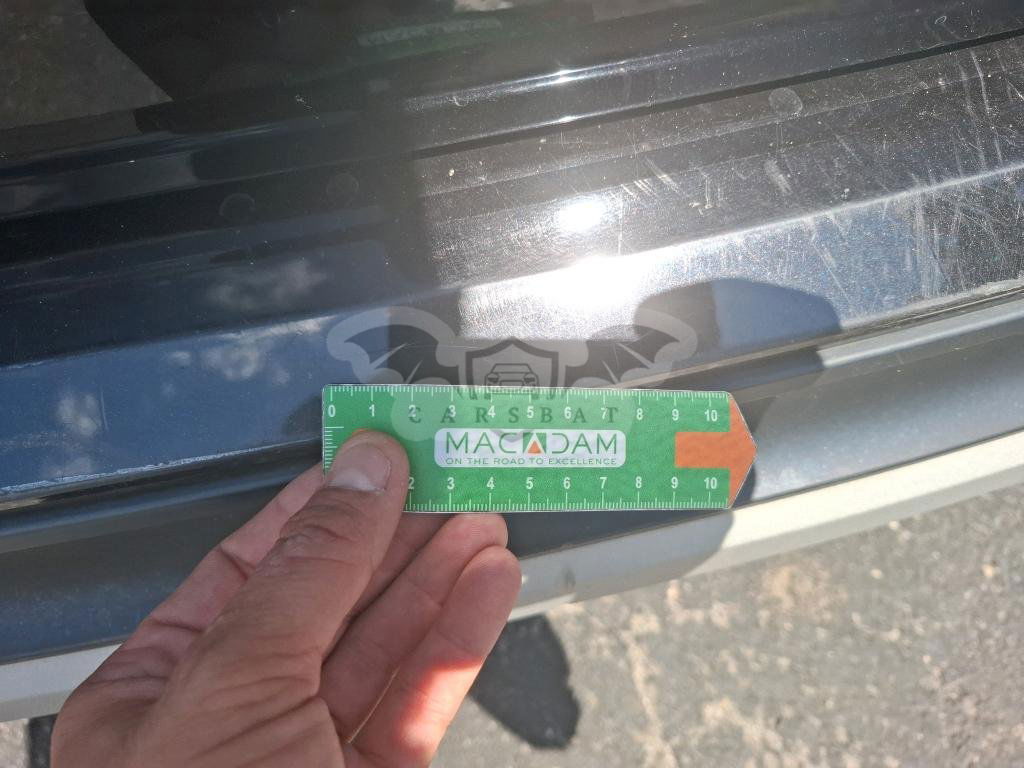 0 1 2 3 4 5 6 7 8 9 10
CARSBAT
MACADAM
ON THE ROAD TO EXCELLENCE
2 3 4 5 6 7 8 9 10